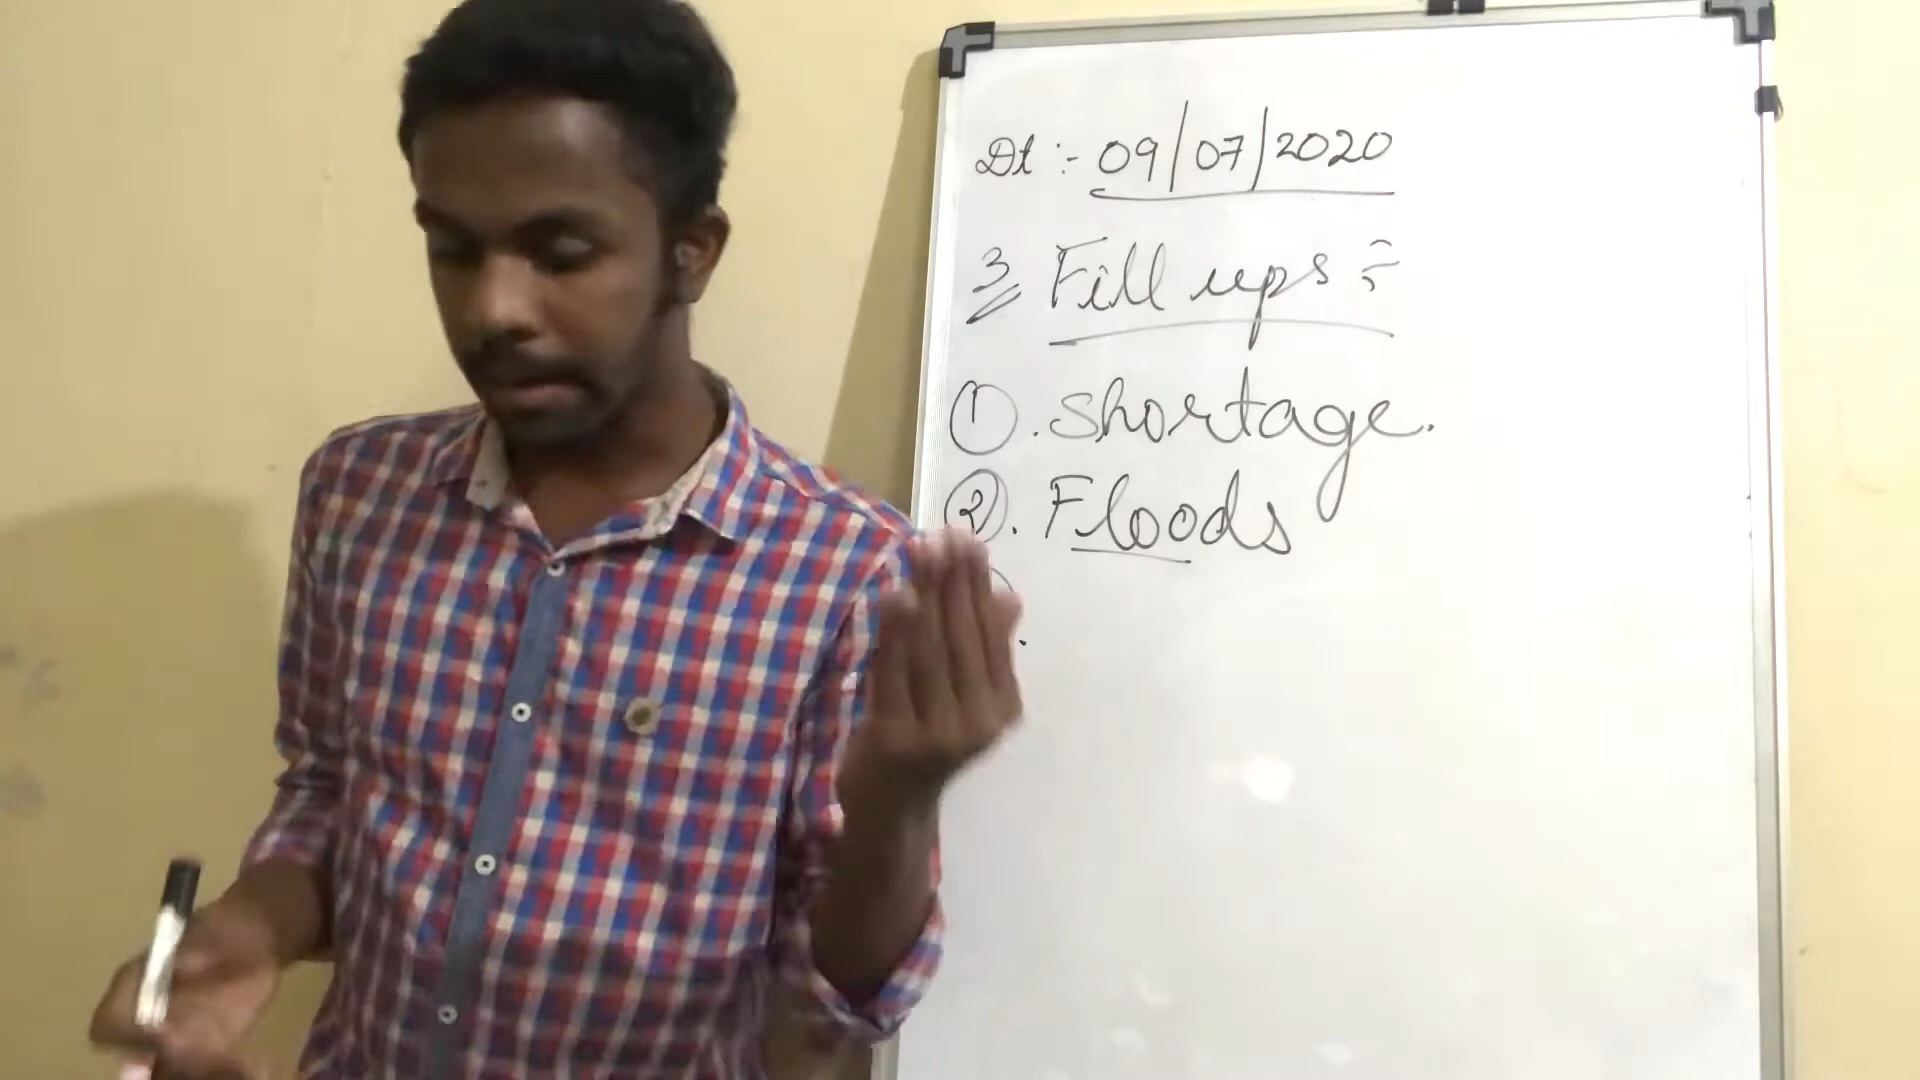 Dt :- 09/07/2020
3 Fill ups :-
1. Shortage.
2. Floods